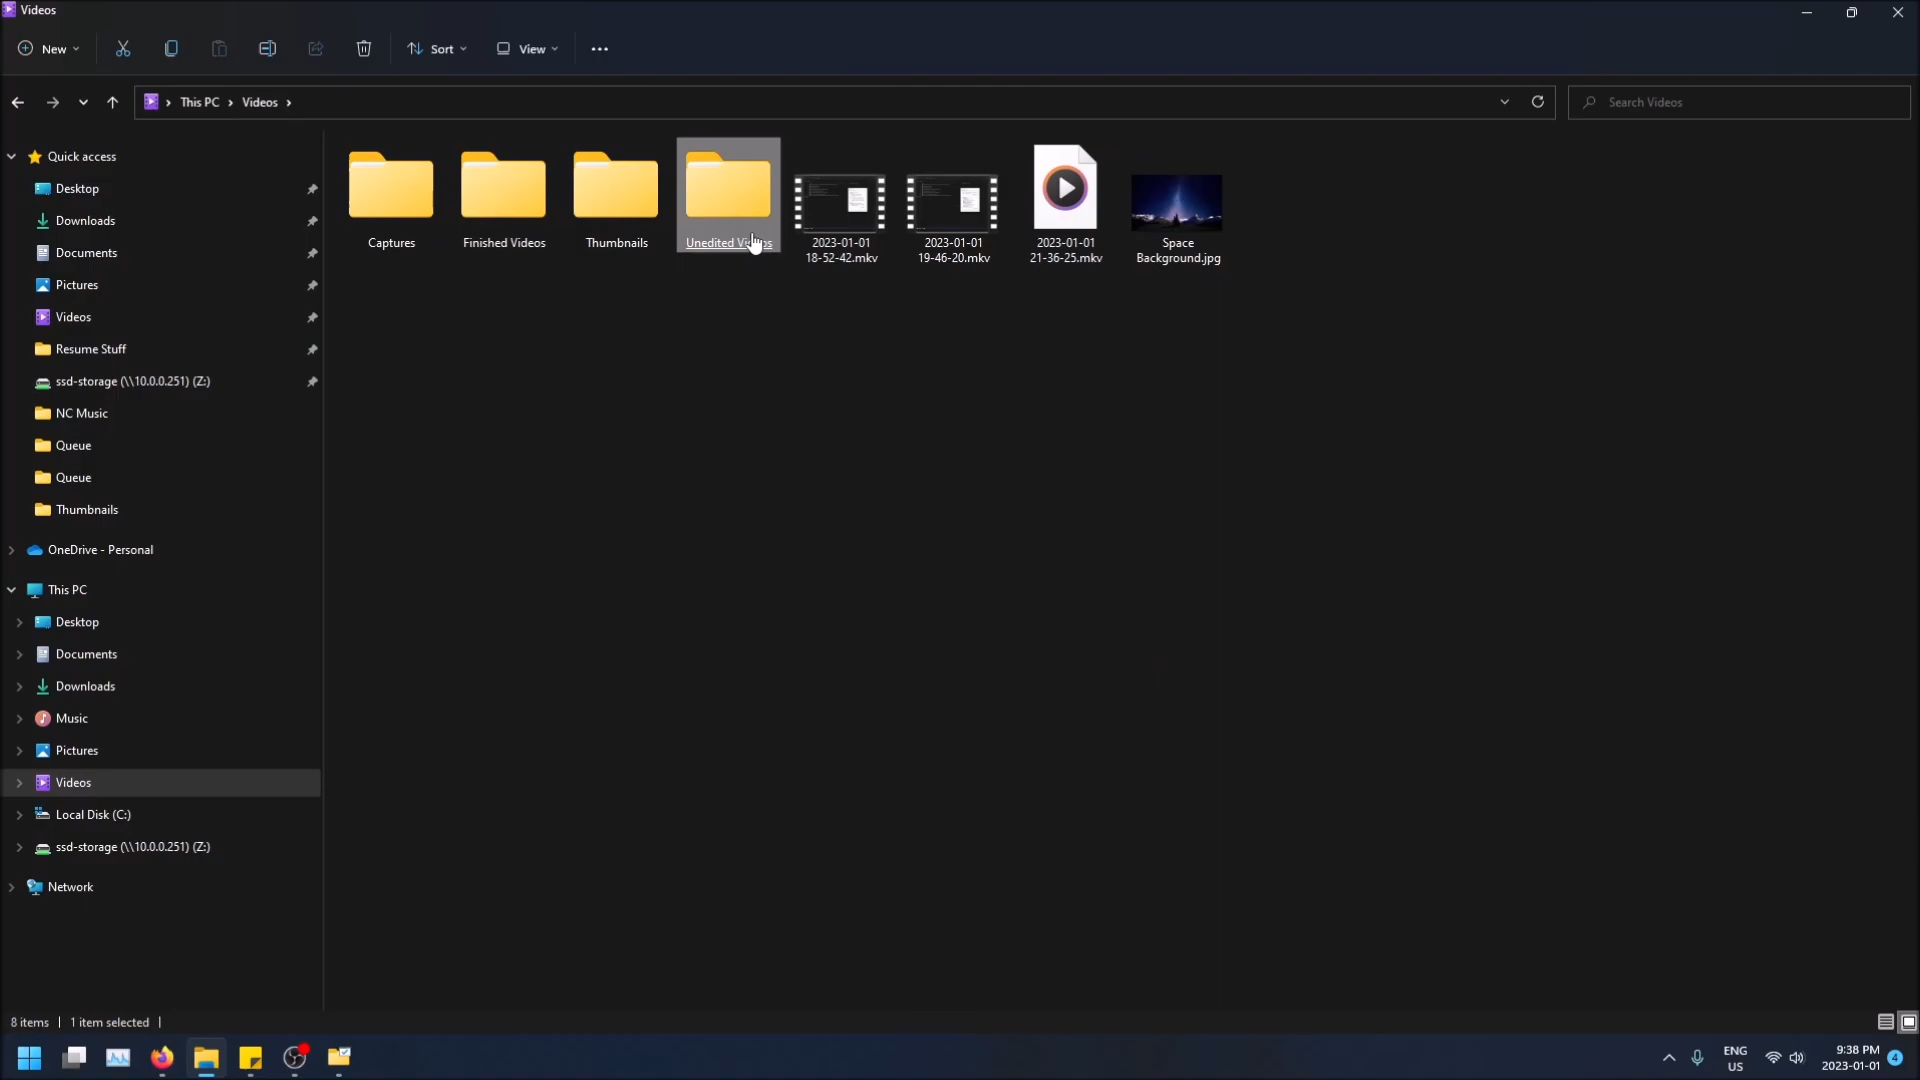 Videos
New
Sort
View
This PC
Videos
Search Videos
Quick access
Desktop
Downloads
Documents
Pictures
Videos
Resume Stuff
ssd-storage (\\10.0.0.251) (Z:)
NC Music
Queue
Queue
Thumbnails
OneDrive - Personal
This PC
Desktop
Documents
Downloads
Music
Pictures
Videos
Local Disk (C:)
ssd-storage (\\10.0.0.251) (Z:)
Network
Captures
Finished Videos
Thumbnails
Unedited Videos
2023-01-01
18-52-42.mkv
2023-01-01
19-46-20.mkv
2023-01-01
21-36-25.mkv
Space
Background.jpg
8 items
1 item selected
ENG
US
9:38 PM
2023-01-01
4